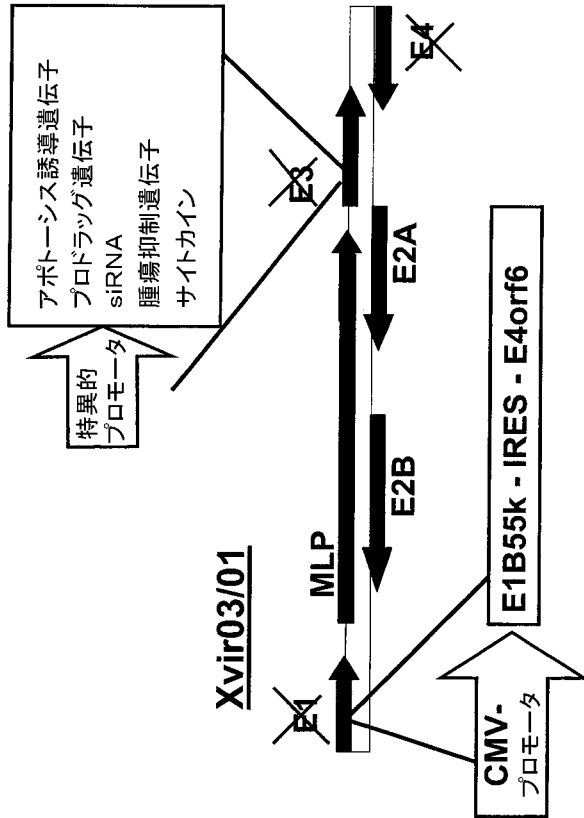 Xvir03/01
特異的
プロモータ
アポトーシス誘導遺伝子
プロドラッグ遺伝子
siRNA
腫瘍抑制遺伝子
サイトカイン
E1
MLP
E3
E4
E2B
E2A
CMV-
プロモータ
E1B55k - IRES - E4orf6